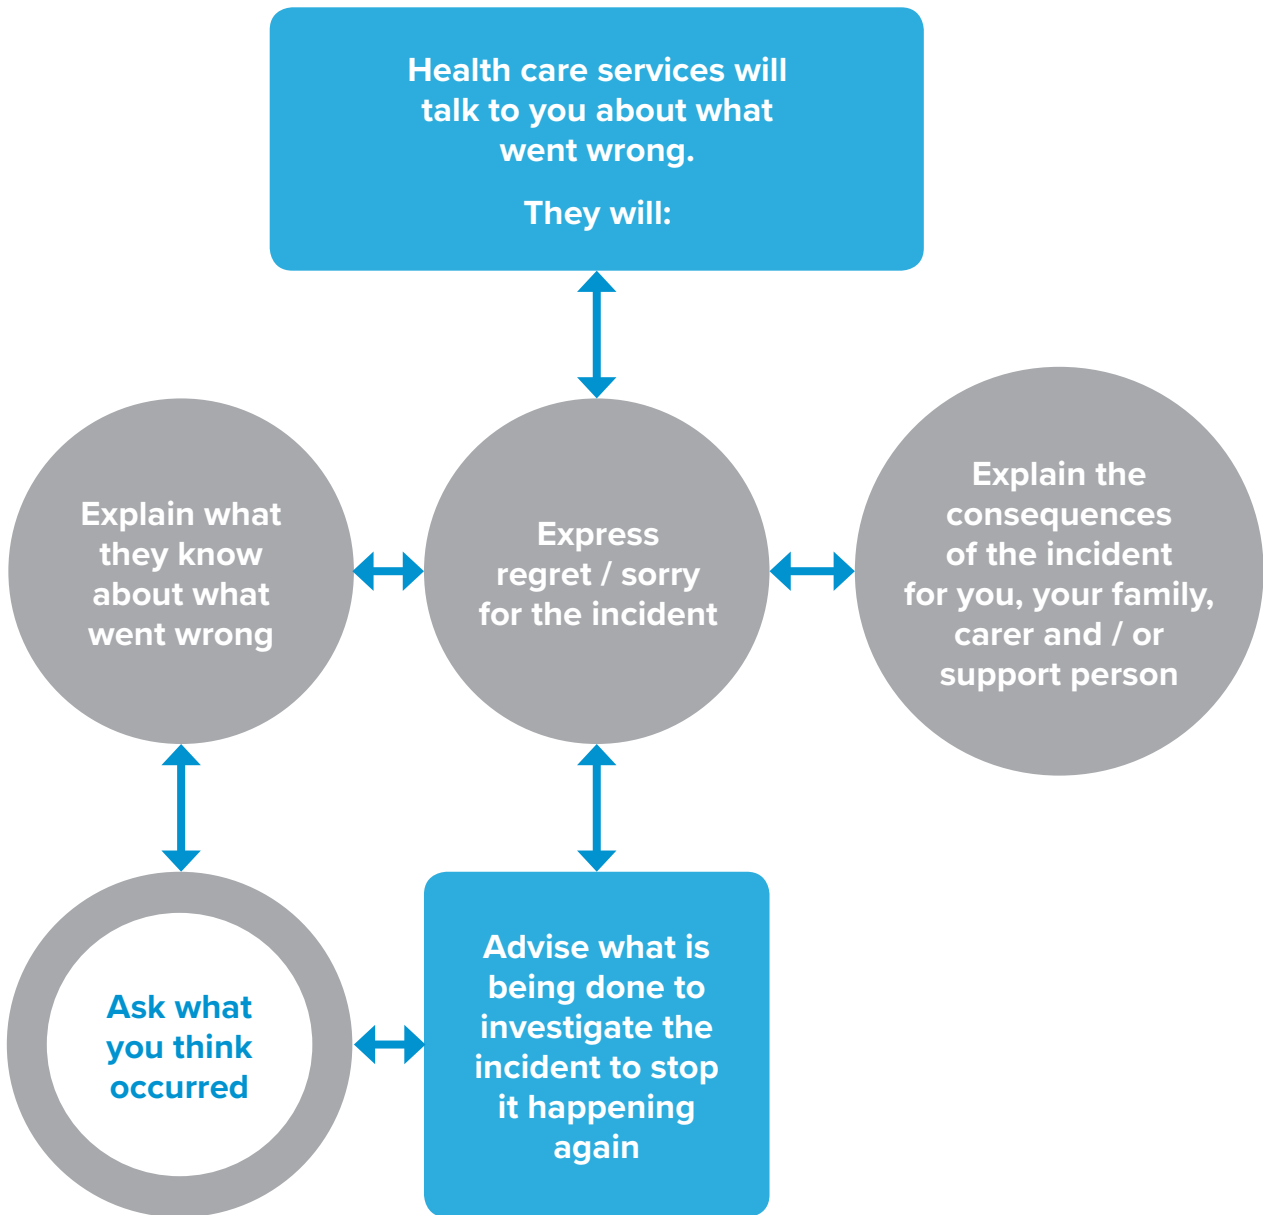 Health care services will
talk to you about what
went wrong.
They will:
Explain what
they know
about what
went wrong
Express
regret / sorry
for the incident
Explain the
consequences
of the incident
for you, your family,
carer and / or
support person
Ask what
you think
occurred
Advise what is
being done to
investigate the
incident to stop
it happening
again